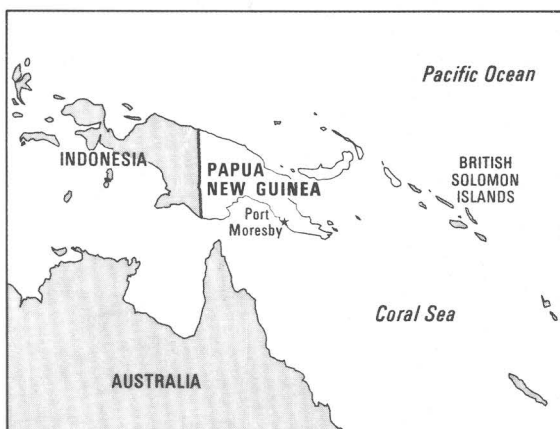 Pacific Ocean
INDONESIA
PAPUA
NEW GUINEA
BRITISH
SOLOMON
ISLANDS
Port
Moresby
Coral Sea
AUSTRALIA